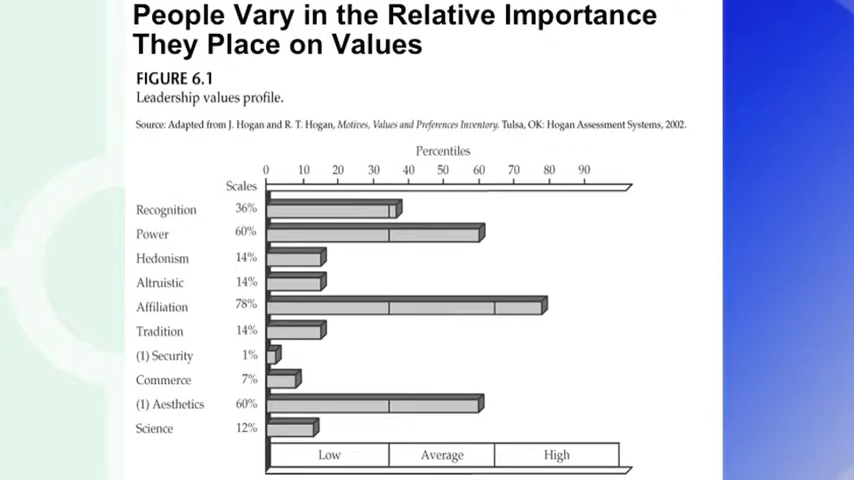 People Vary in the Relative Importance
They Place on Values
FIGURE 6.1
Leadership values profile.
Source: Adapted from J. Hogan and R. T. Hogan, Motives, Values and Preferences Inventory. Tulsa, OK: Hogan Assessment Systems, 2002.
Percentiles
0 10 20 30 40 50 60 70 80 90
Scales
Recognition 36%
Power 60%
Hedonism 14%
Altruistic 14%
Affiliation 78%
Tradition 14%
(1) Security 1%
Commerce 7%
(1) Aesthetics 60%
Science 12%
Low Average High